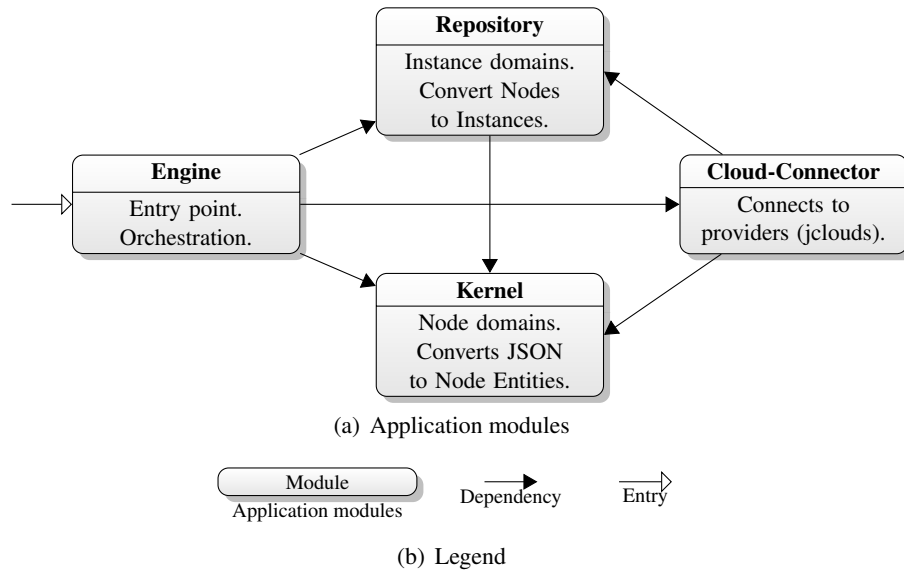 Repository
Instance domains.
Convert Nodes
to Instances.
Engine
Entry point.
Orchestration.
Cloud-Connector
Connects to
providers (jclouds).
Kernel
Node domains.
Converts JSON
to Node Entities.
(a) Application modules
Module
Application modules
Dependency
Entry
(b) Legend